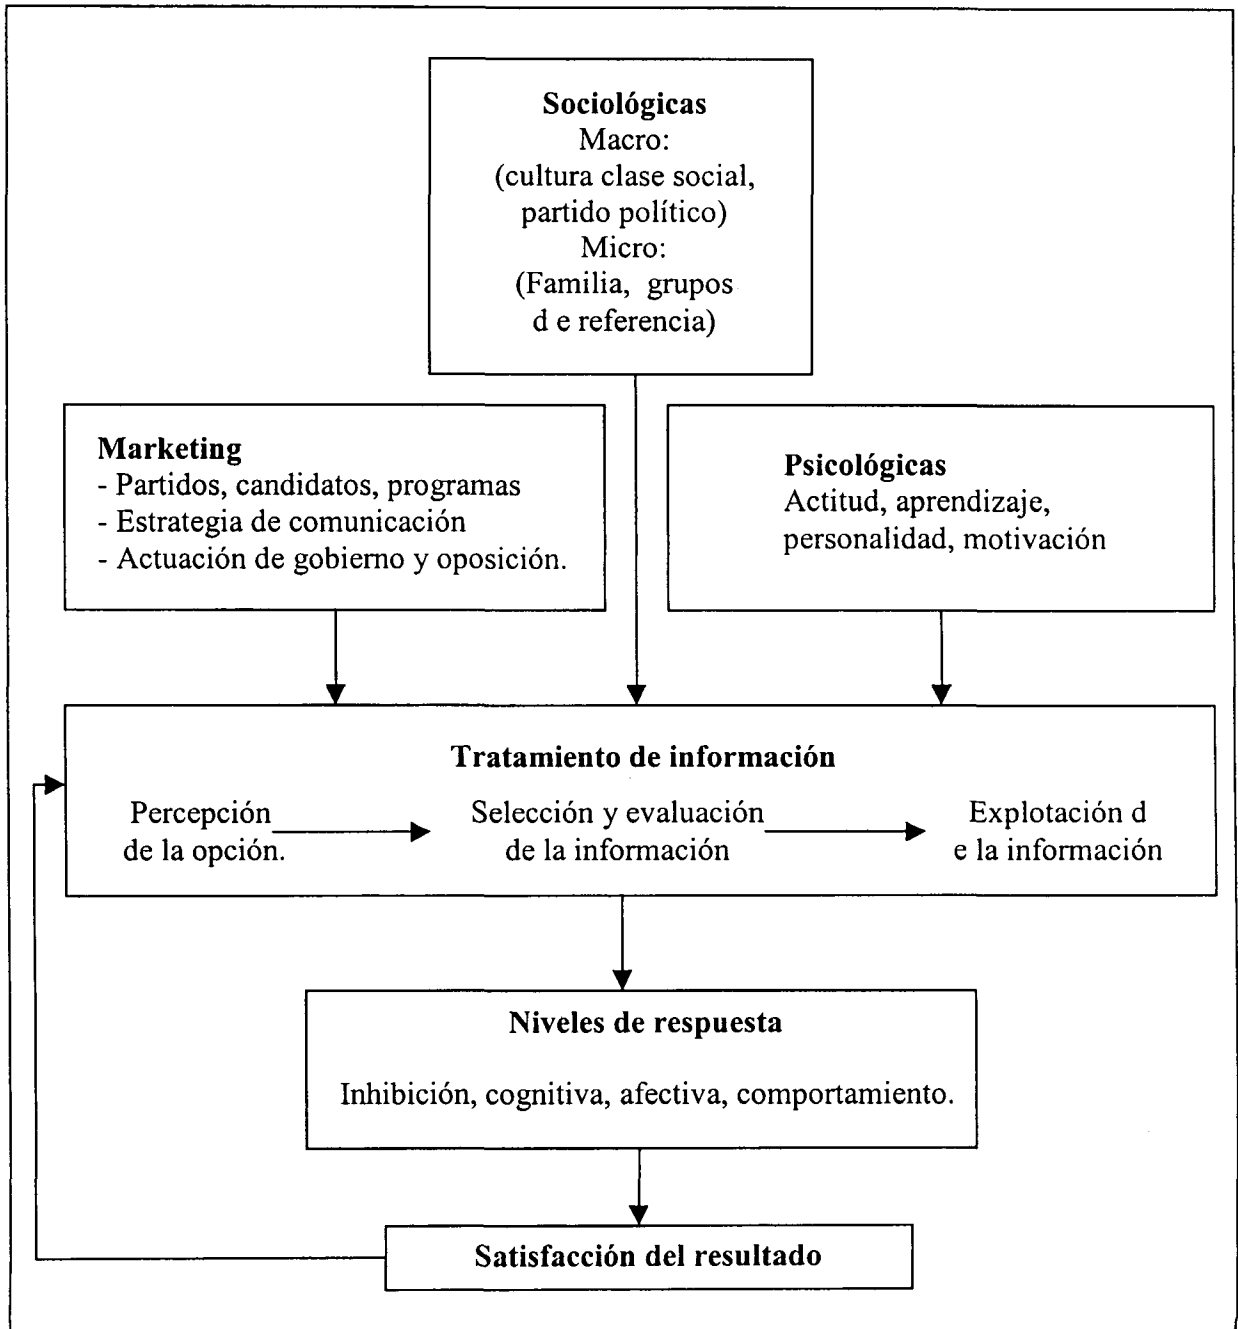 Sociológicas
Macro:
(cultura clase social,
partido político)
Micro:
(Familia, grupos
d e referencia)
Marketing
- Partidos, candidatos, programas
- Estrategia de comunicación
- Actuación de gobierno y oposición.
Psicológicas
Actitud, aprendizaje,
personalidad, motivación
Tratamiento de información
Percepción
de la opción.
Selección y evaluación
de la información
Explotación d
e la información
Niveles de respuesta
Inhibición, cognitiva, afectiva, comportamiento.
Satisfacción del resultado